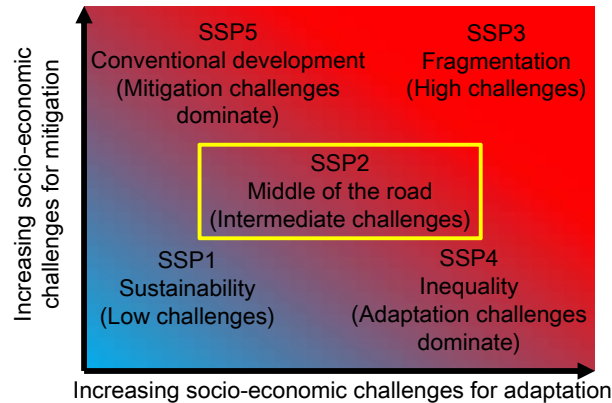 Increasing socio-economic
challenges for mitigation
SSP5
Conventional development
(Mitigation challenges
dominate)
SSP3
Fragmentation
(High challenges)
SSP2
Middle of the road
(Intermediate challenges)
SSP1
Sustainability
(Low challenges)
SSP4
Inequality
(Adaptation challenges
dominate)
Increasing socio-economic challenges for adaptation